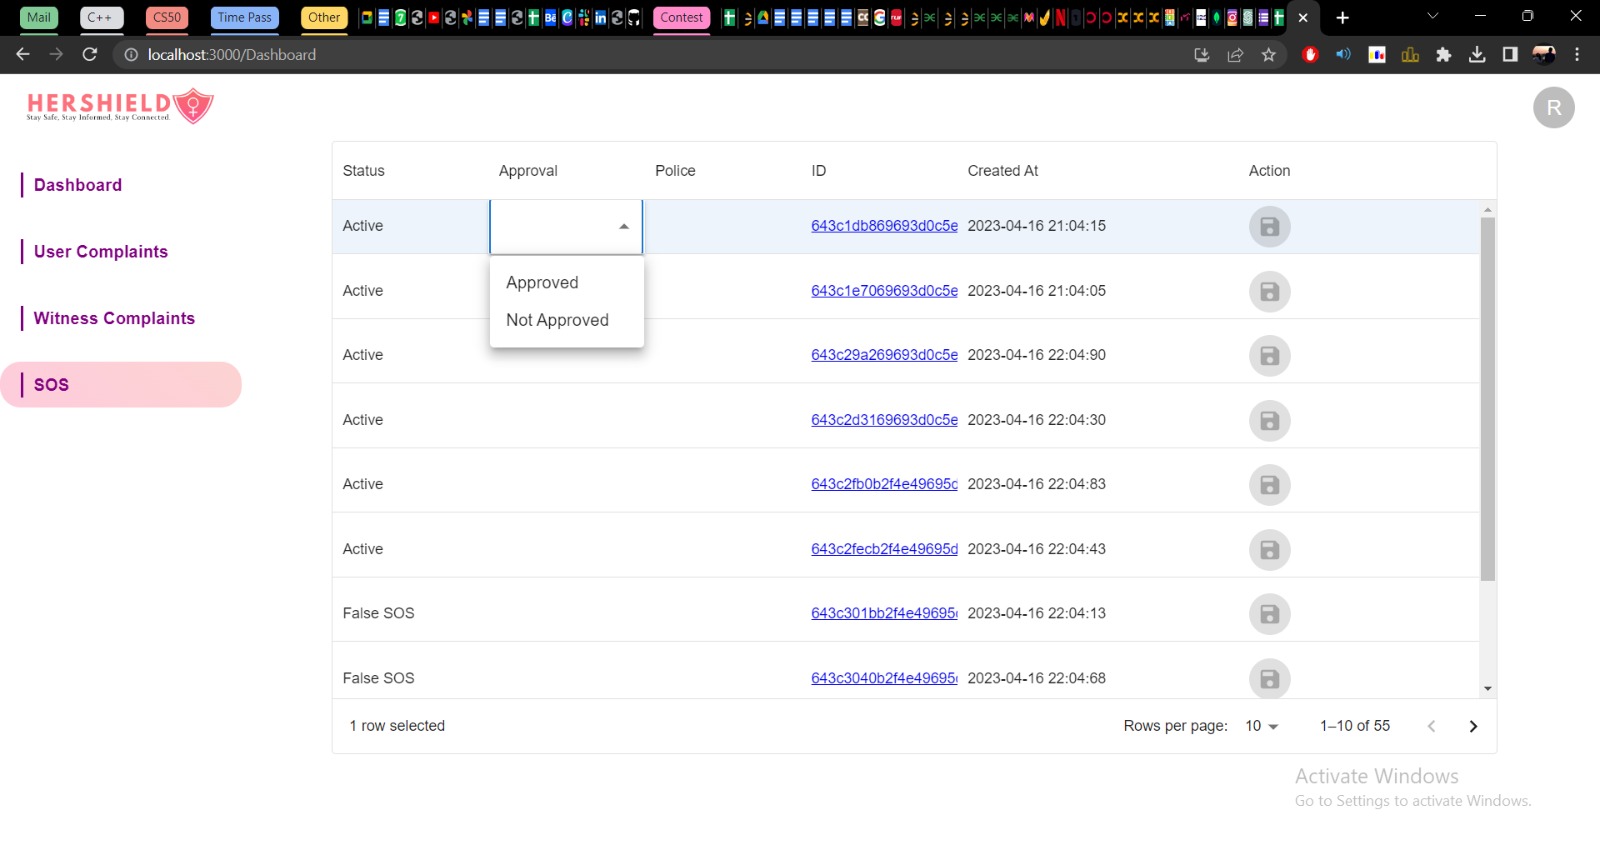 Mail C++ CS50 Time Pass Other Contest
localhost:3000/Dashboard
HERSHIELD
Stay Safe, Stay Informed, Stay Connected.
R
Dashboard
User Complaints
Witness Complaints
SOS
Status Approval Police ID Created At Action
Active 643c1db869693d0c5e 2023-04-16 21:04:15
Approved
Not Approved
Active 643c1e7069693d0c5e 2023-04-16 21:04:05
Active 643c29a269693d0c5e 2023-04-16 22:04:90
Active 643c2d3169693d0c5e 2023-04-16 22:04:30
Active 643c2fb0b2f4e49695d 2023-04-16 22:04:83
Active 643c2fecb2f4e49695d 2023-04-16 22:04:43
False SOS 643c301bb2f4e49695 2023-04-16 22:04:13
False SOS 643c3040b2f4e49695 2023-04-16 22:04:68
1 row selected
Rows per page: 10 1–10 of 55
Activate Windows
Go to Settings to activate Windows.